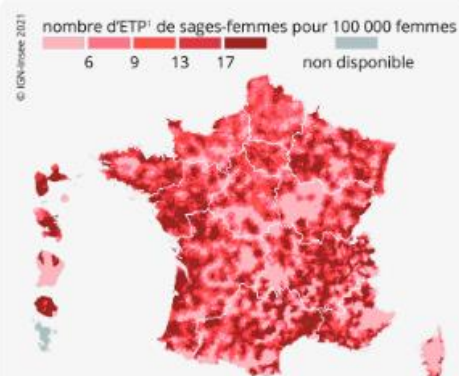 nombre d'ETP¹ de sages-femmes pour 100 000 femmes
6 9 13 17 non disponible
© IGN-Insee 2021